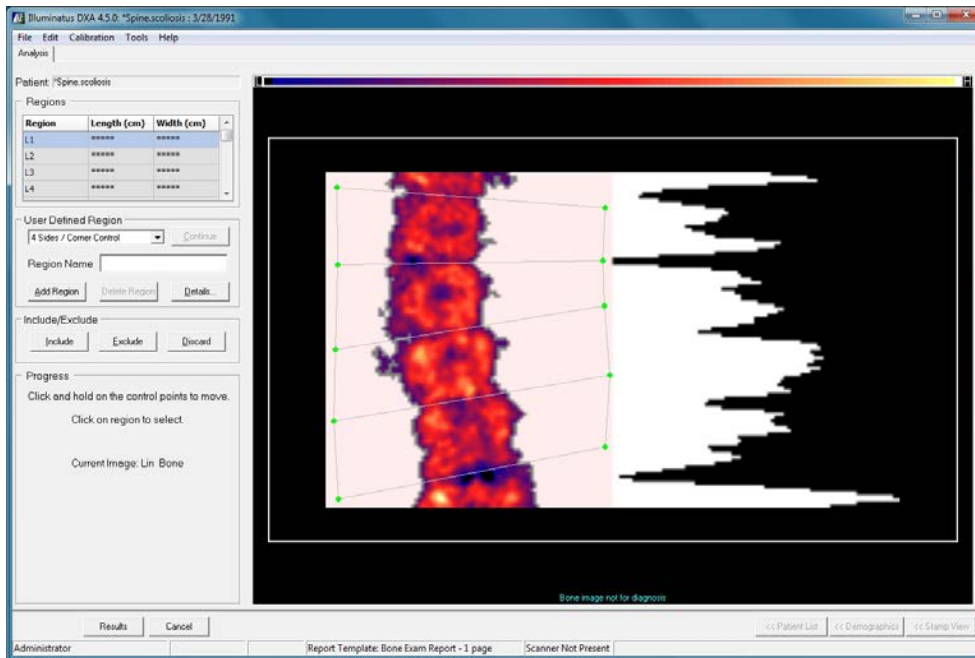 Illuminatus DXA 4.5.0: *Spine.scoliosis : 3/28/1991
File Edit Calibration Tools Help
Analysis
Patient: *Spine.scoliosis
L H
Regions
Region Length (cm) Width (cm)
L1 ***** *****
L2 ***** *****
L3 ***** *****
L4 ***** *****
User Defined Region
4 Sides / Corner Control Continue
Region Name
Add Region Delete Region Details...
Include/Exclude
Include Exclude Discard
Progress
Click and hold on the control points to move.
Click on region to select.
Current Image: Lin Bone
Bone image not for diagnosis
Results Cancel << Patient List << Demographics << Stamp View
Administrator Report Template: Bone Exam Report - 1 page Scanner Not Present